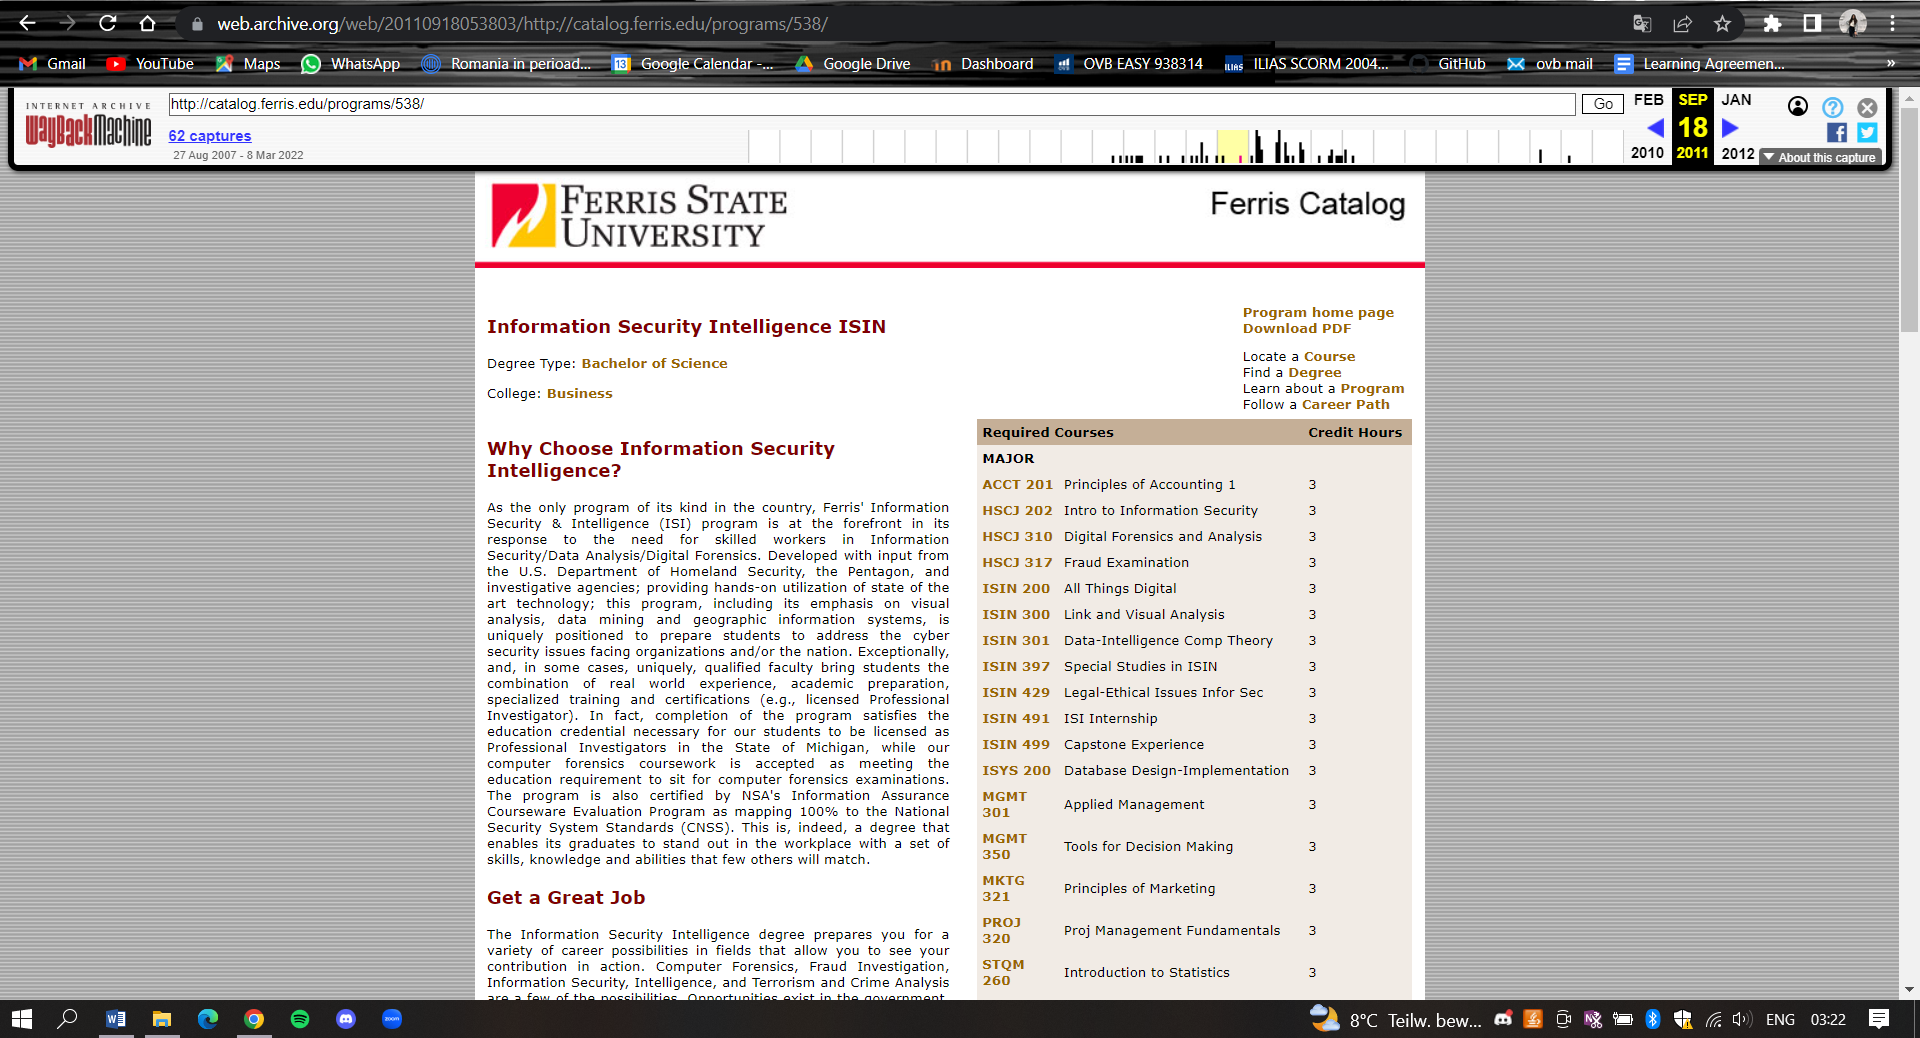 web.archive.org/web/20110918053803/http://catalog.ferris.edu/programs/538/
Gmail YouTube Maps WhatsApp Romania in perioad... Google Calendar -... Google Drive Dashboard OVB EASY 938314 ILIAS SCORM 2004... GitHub ovb mail Learning Agreemen... »
INTERNET ARCHIVE
WayBackMachine
http://catalog.ferris.edu/programs/538/
Go
62 captures
27 Aug 2007 - 8 Mar 2022
FEB SEP JAN
18
2010 2011 2012
About this capture
FERRIS STATE
UNIVERSITY
Ferris Catalog
Information Security Intelligence ISIN
Degree Type: Bachelor of Science
College: Business
Program home page
Download PDF
Locate a Course
Find a Degree
Learn about a Program
Follow a Career Path
Why Choose Information Security
Intelligence?
As the only program of its kind in the country, Ferris' Information
Security & Intelligence (ISI) program is at the forefront in its
response to the need for skilled workers in Information
Security/Data Analysis/Digital Forensics. Developed with input from
the U.S. Department of Homeland Security, the Pentagon, and
investigative agencies; providing hands-on utilization of state of the
art technology; this program, including its emphasis on visual
analysis, data mining and geographic information systems, is
uniquely positioned to prepare students to address the cyber
security issues facing organizations and/or the nation. Exceptionally,
and, in some cases, uniquely, qualified faculty bring students the
combination of real world experience, academic preparation,
specialized training and certifications (e.g., licensed Professional
Investigator). In fact, completion of the program satisfies the
education credential necessary for our students to be licensed as
Professional Investigators in the State of Michigan, while our
computer forensics coursework is accepted as meeting the
education requirement to sit for computer forensics examinations.
The program is also certified by NSA's Information Assurance
Courseware Evaluation Program as mapping 100% to the National
Security System Standards (CNSS). This is, indeed, a degree that
enables its graduates to stand out in the workplace with a set of
skills, knowledge and abilities that few others will match.
Get a Great Job
The Information Security Intelligence degree prepares you for a
variety of career possibilities in fields that allow you to see your
contribution in action. Computer Forensics, Fraud Investigation,
Information Security, Intelligence, and Terrorism and Crime Analysis
are a few of the possibilities. Opportunities exist in the government,
Required Courses Credit Hours
MAJOR
ACCT 201 Principles of Accounting 1 3
HSCJ 202 Intro to Information Security 3
HSCJ 310 Digital Forensics and Analysis 3
HSCJ 317 Fraud Examination 3
ISIN 200 All Things Digital 3
ISIN 300 Link and Visual Analysis 3
ISIN 301 Data-Intelligence Comp Theory 3
ISIN 397 Special Studies in ISIN 3
ISIN 429 Legal-Ethical Issues Infor Sec 3
ISIN 491 ISI Internship 3
ISIN 499 Capstone Experience 3
ISYS 200 Database Design-Implementation 3
MGMT
301 Applied Management 3
MGMT
350 Tools for Decision Making 3
MKTG
321 Principles of Marketing 3
PROJ
320 Proj Management Fundamentals 3
STQM
260 Introduction to Statistics 3
8°C Teilw. bew... ENG 03:22